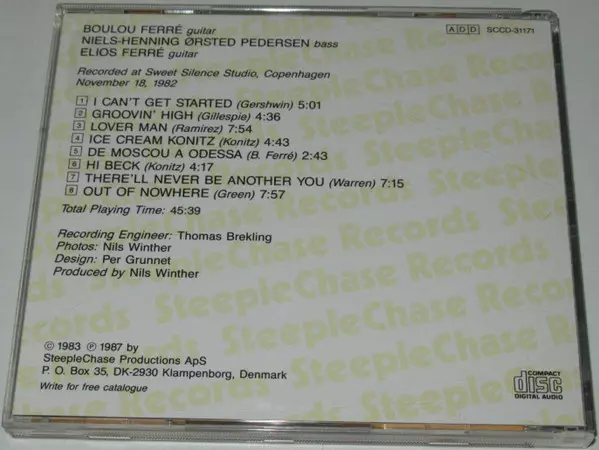 BOULOU FERRÉ guitar
NIELS-HENNING ØRSTED PEDERSEN bass
ELIOS FERRÉ guitar
ADD SCCD-31171
Recorded at Sweet Silence Studio, Copenhagen
November 18, 1982
1 I CAN'T GET STARTED (Gershwin) 5:01
2 GROOVIN' HIGH (Gillespie) 4:36
3 LOVER MAN (Ramirez) 7:54
4 ICE CREAM KONITZ (Konitz) 4:43
5 DE MOSCOU A ODESSA (B. Ferré) 2:43
6 HI BECK (Konitz) 4:17
7 THERE'LL NEVER BE ANOTHER YOU (Warren) 7:15
8 OUT OF NOWHERE (Green) 7:57
Total Playing Time: 45:39
Recording Engineer: Thomas Brekling
Photos: Nils Winther
Design: Per Grunnet
Produced by Nils Winther
SteepleChase Records
© 1983 ℗ 1987 by
SteepleChase Productions ApS
P. O. Box 35, DK-2930 Klampenborg, Denmark
Write for free catalogue
COMPACT
disc
DIGITAL AUDIO